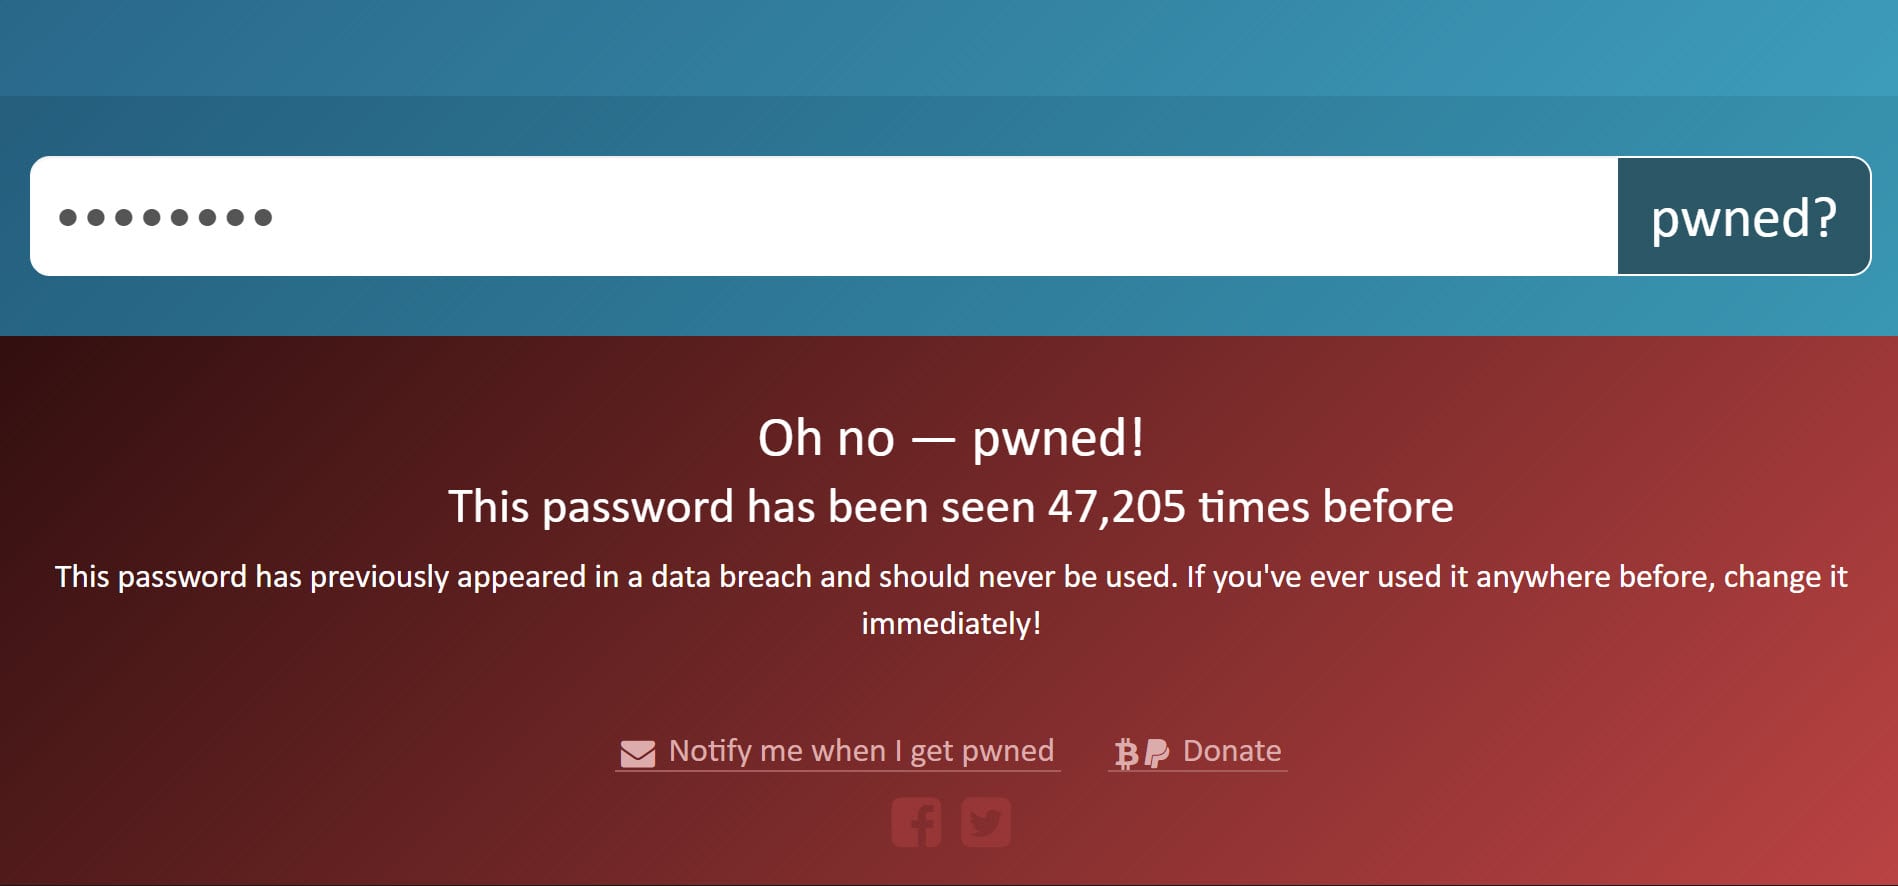 ••••••••
pwned?
Oh no — pwned!
This password has been seen 47,205 times before
This password has previously appeared in a data breach and should never be used. If you've ever used it anywhere before, change it
immediately!
Notify me when I get pwned
Donate